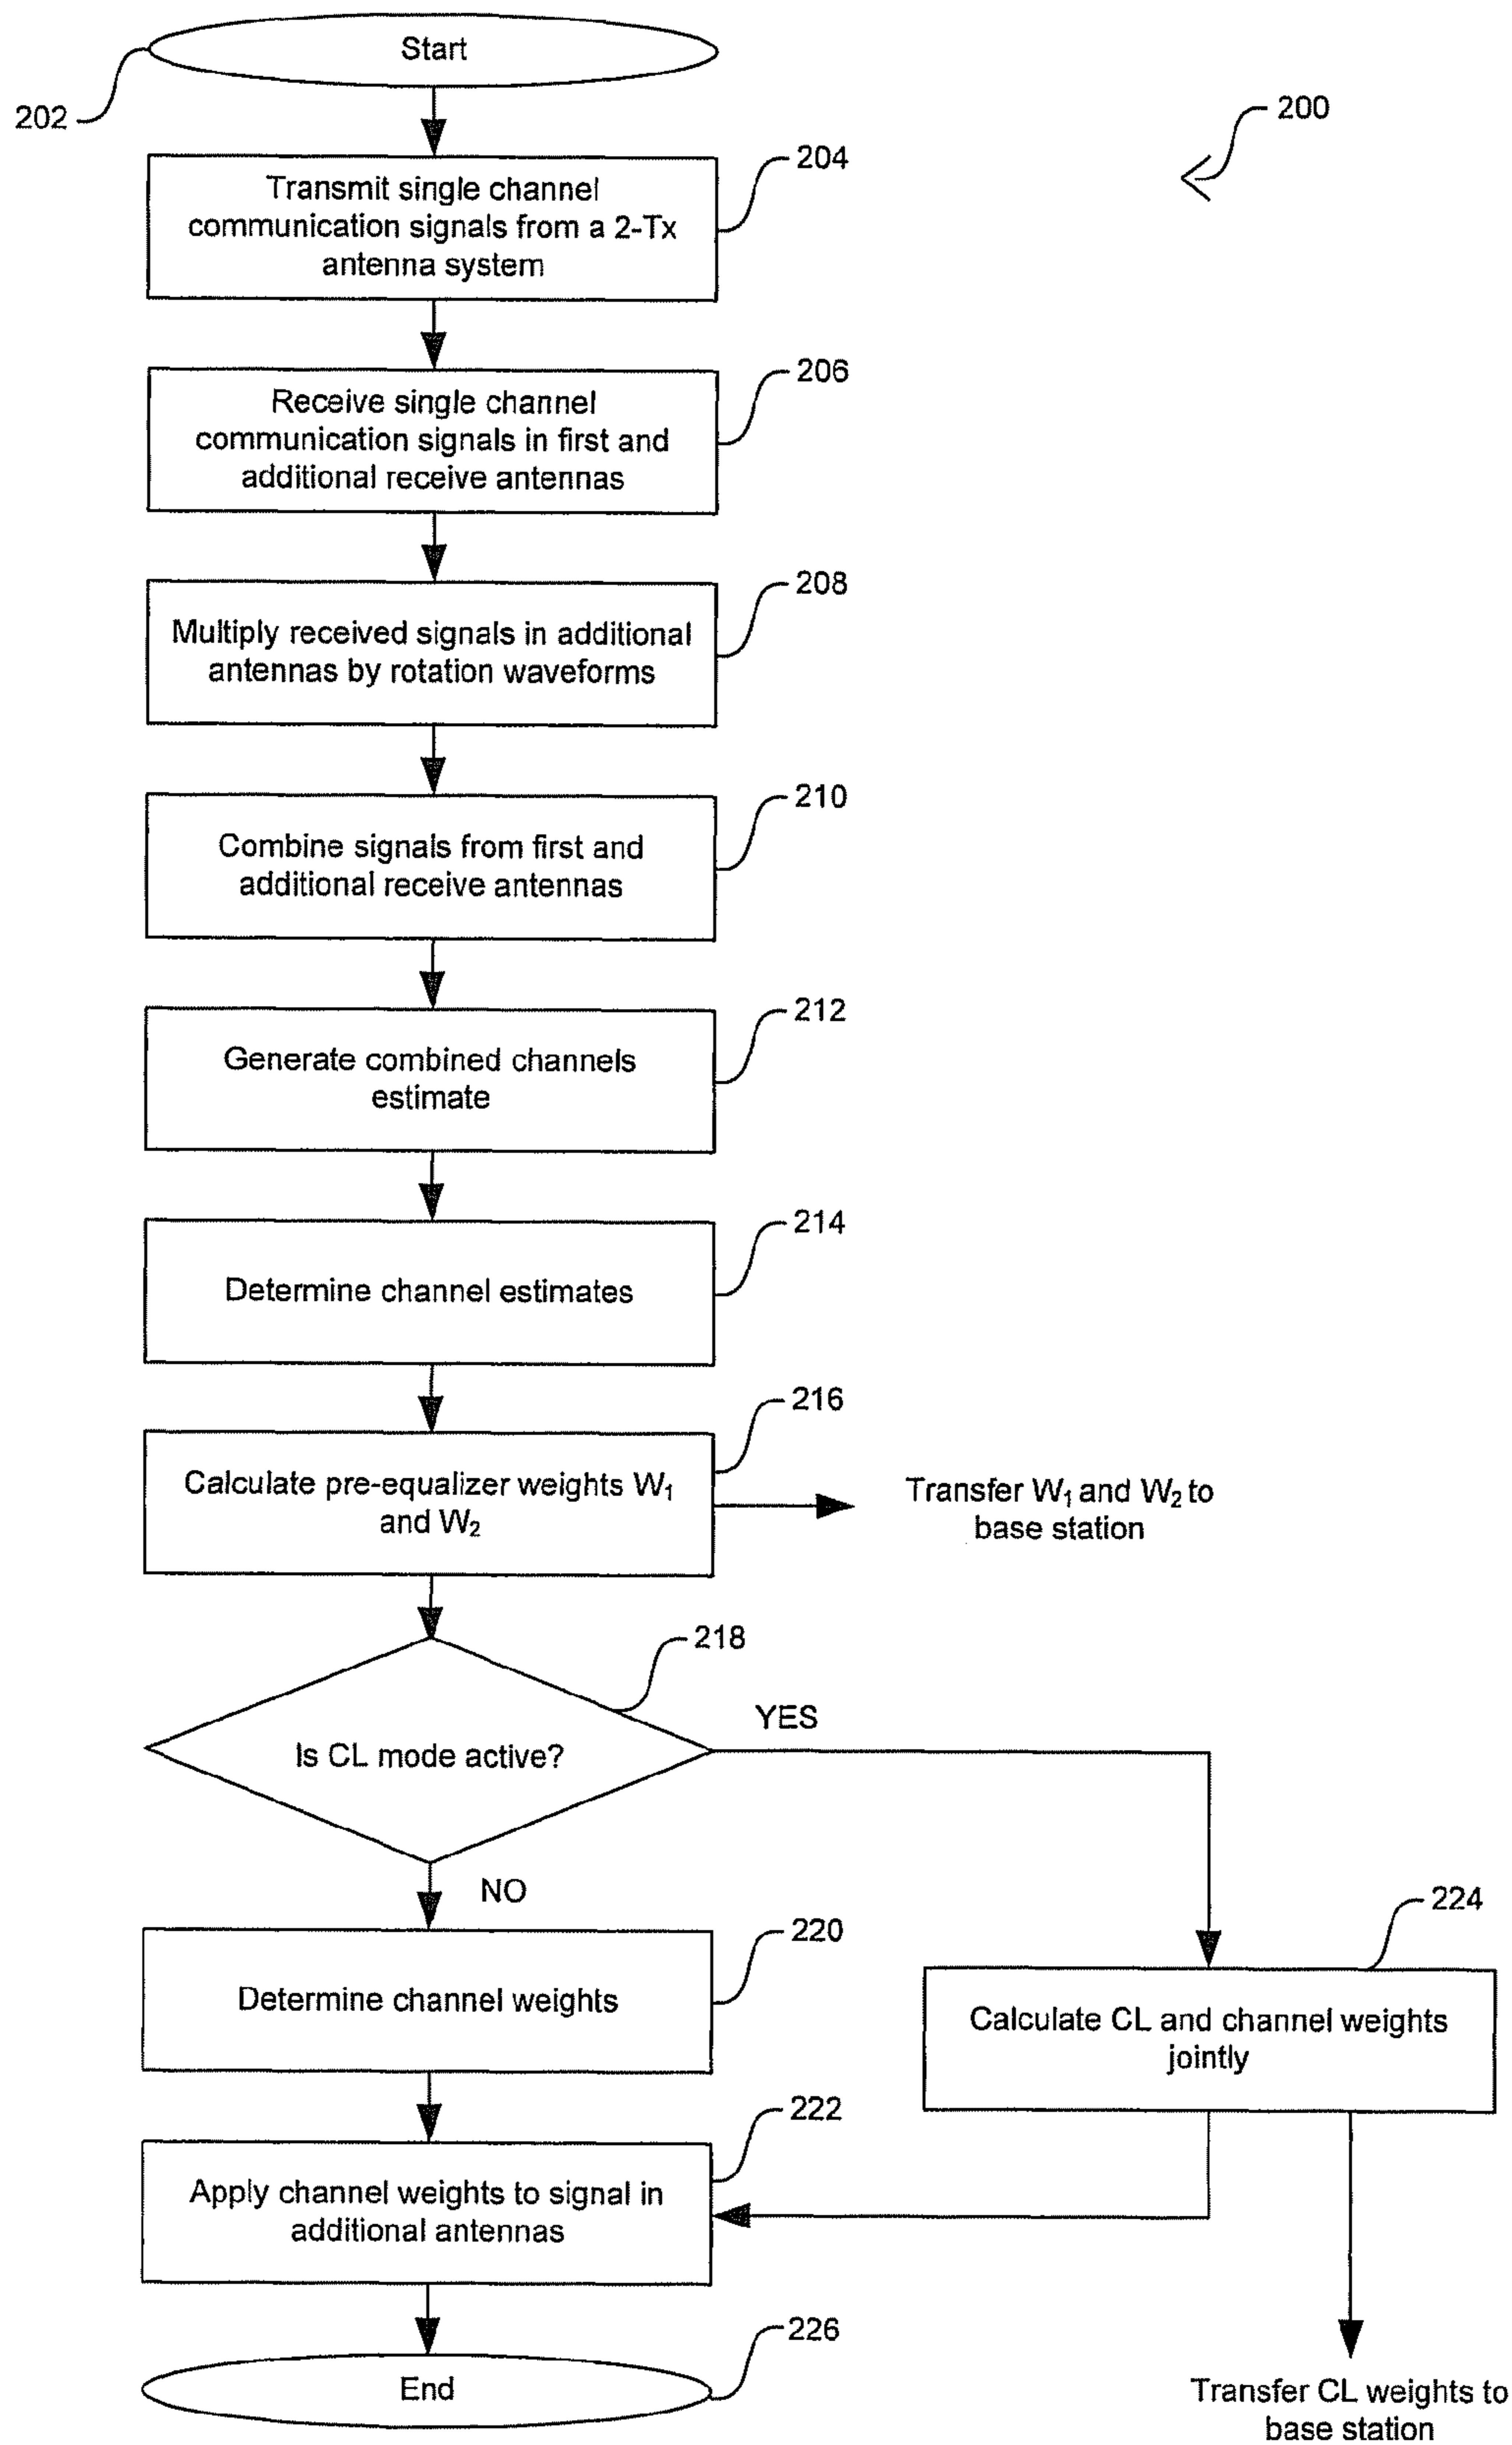 Start
202
200
204
Transmit single channel
communication signals from a 2-Tx
antenna system
206
Receive single channel
communication signals in first and
additional receive antennas
208
Multiply received signals in additional
antennas by rotation waveforms
210
Combine signals from first and
additional receive antennas
212
Generate combined channels
estimate
214
Determine channel estimates
216
Calculate pre-equalizer weights W₁
and W₂
Transfer W₁ and W₂ to
base station
218
Is CL mode active?
YES
NO
220
Determine channel weights
224
Calculate CL and channel weights
jointly
222
Apply channel weights to signal in
additional antennas
226
End
Transfer CL weights to
base station